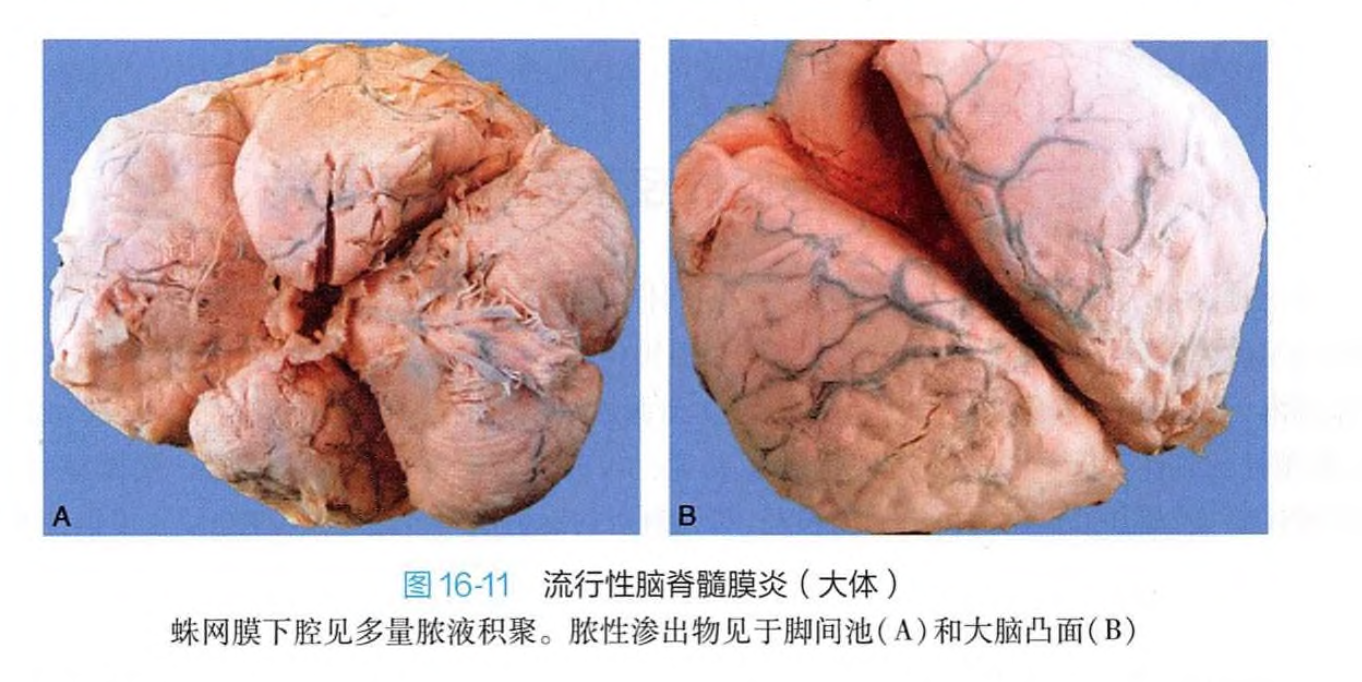 A
B
图 16-11 流行性脑脊髓膜炎（大体）
蛛网膜下腔见多量脓液积聚。脓性渗出物见于脚间池(A)和大脑凸面(B)